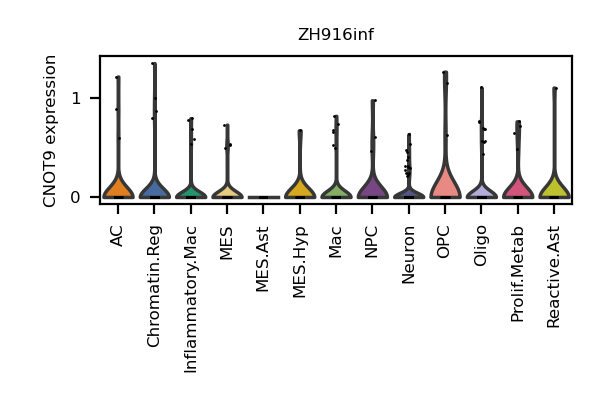 ZH916inf
CNOT9 expression
1
0
AC
Chromatin.Reg
Inflammatory.Mac
MES
MES.Ast
MES.Hyp
Mac
NPC
Neuron
OPC
Oligo
Prolif.Metab
Reactive.Ast